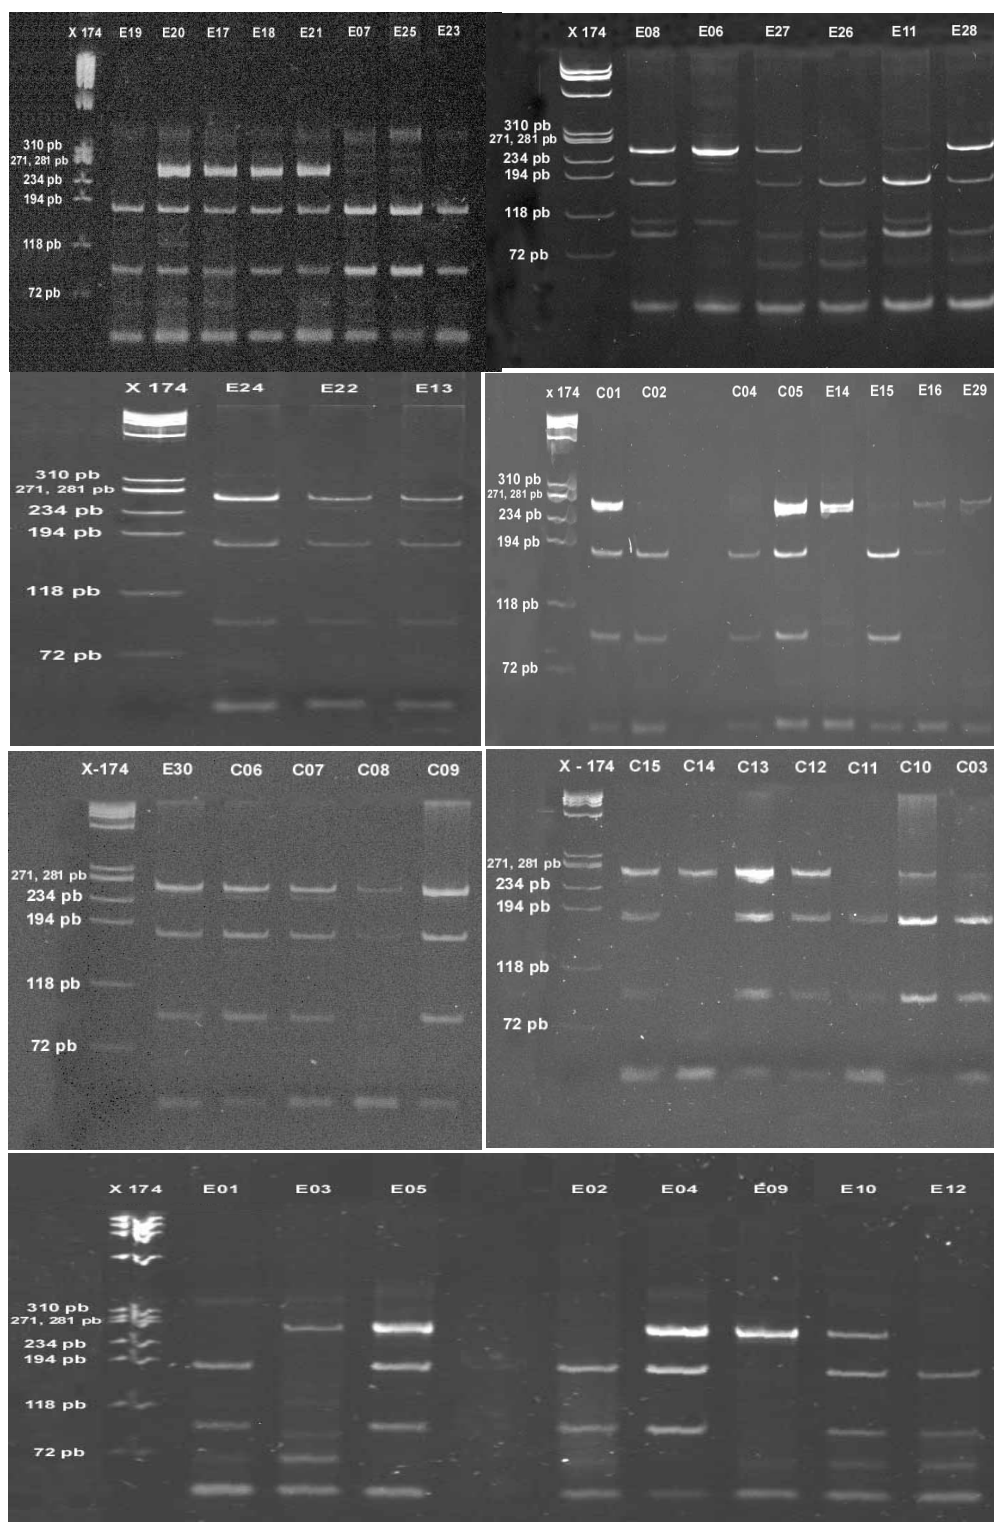 X 174 E19 E20 E17 E18 E21 E07 E25 E23
310 pb
271, 281 pb
234 pb
194 pb
118 pb
72 pb
X 174 E08 E06 E27 E26 E11 E28
310 pb
271, 281 pb
234 pb
194 pb
118 pb
72 pb
X 174 E24 E22 E13
310 pb
271, 281 pb
234 pb
194 pb
118 pb
72 pb
x 174 C01 C02 C04 C05 E14 E15 E16 E29
310 pb
271, 281 pb
234 pb
194 pb
118 pb
72 pb
X-174 E30 C06 C07 C08 C09
271, 281 pb
234 pb
194 pb
118 pb
72 pb
X - 174 C15 C14 C13 C12 C11 C10 C03
271, 281 pb
234 pb
194 pb
118 pb
72 pb
X 174 E01 E03 E05 E02 E04 E09 E10 E12
310 pb
271, 281 pb
234 pb
194 pb
118 pb
72 pb